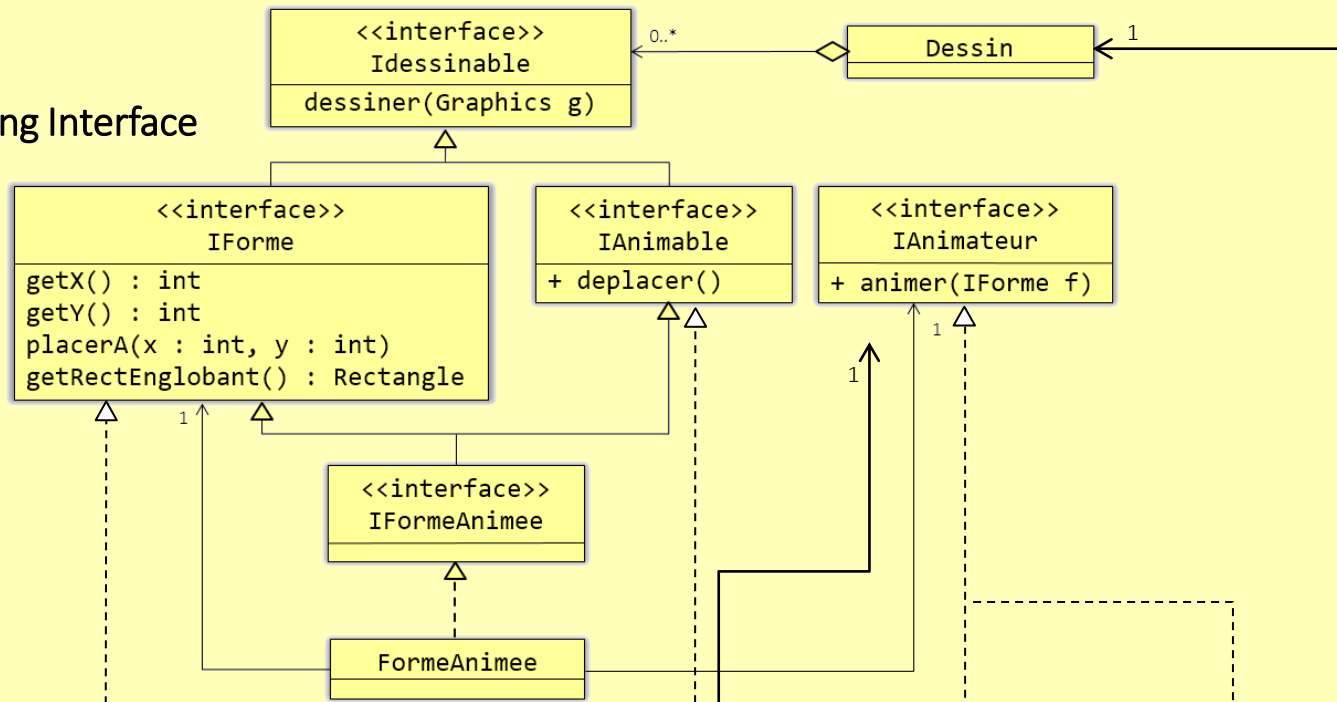 <<interface>>
Idessinable
dessiner(Graphics g)
0..*
Dessin
1
ng Interface
<<interface>>
IForme
getX() : int
getY() : int
placerA(x : int, y : int)
getRectEnglobant() : Rectangle
<<interface>>
IAnimable
+ deplacer()
<<interface>>
IAnimateur
+ animer(IForme f)
1
1
1
<<interface>>
IFormeAnimee
FormeAnimee